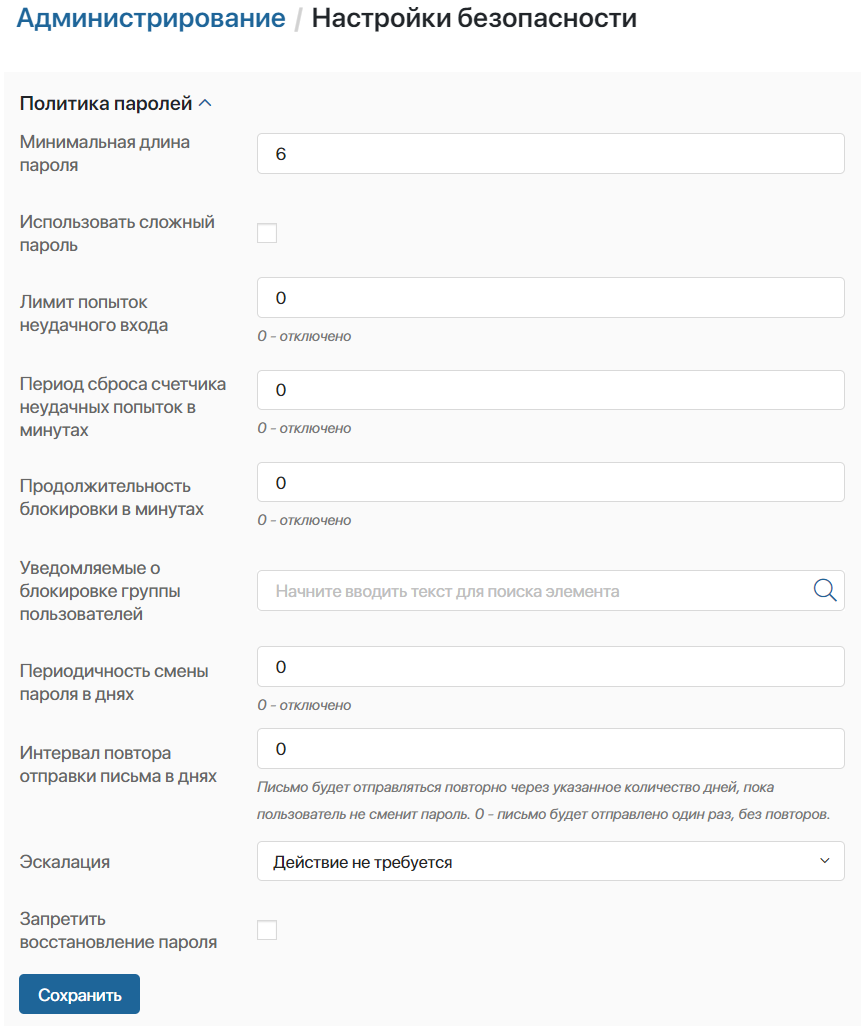 Администрирование / Настройки безопасности
Политика паролей
Минимальная длина
пароля
6
Использовать сложный
пароль
Лимит попыток
неудачного входа
0
0 - отключено
Период сброса счетчика
неудачных попыток в
минутах
0
0 - отключено
Продолжительность
блокировки в минутах
0
0 - отключено
Уведомляемые о
блокировке группы
пользователей
Начните вводить текст для поиска элемента
Периодичность смены
пароля в днях
0
0 - отключено
Интервал повтора
отправки письма в днях
0
Письмо будет отправляться повторно через указанное количество дней, пока
пользователь не сменит пароль. 0 - письмо будет отправлено один раз, без повторов.
Эскалация
Действие не требуется
Запретить
восстановление пароля
Сохранить